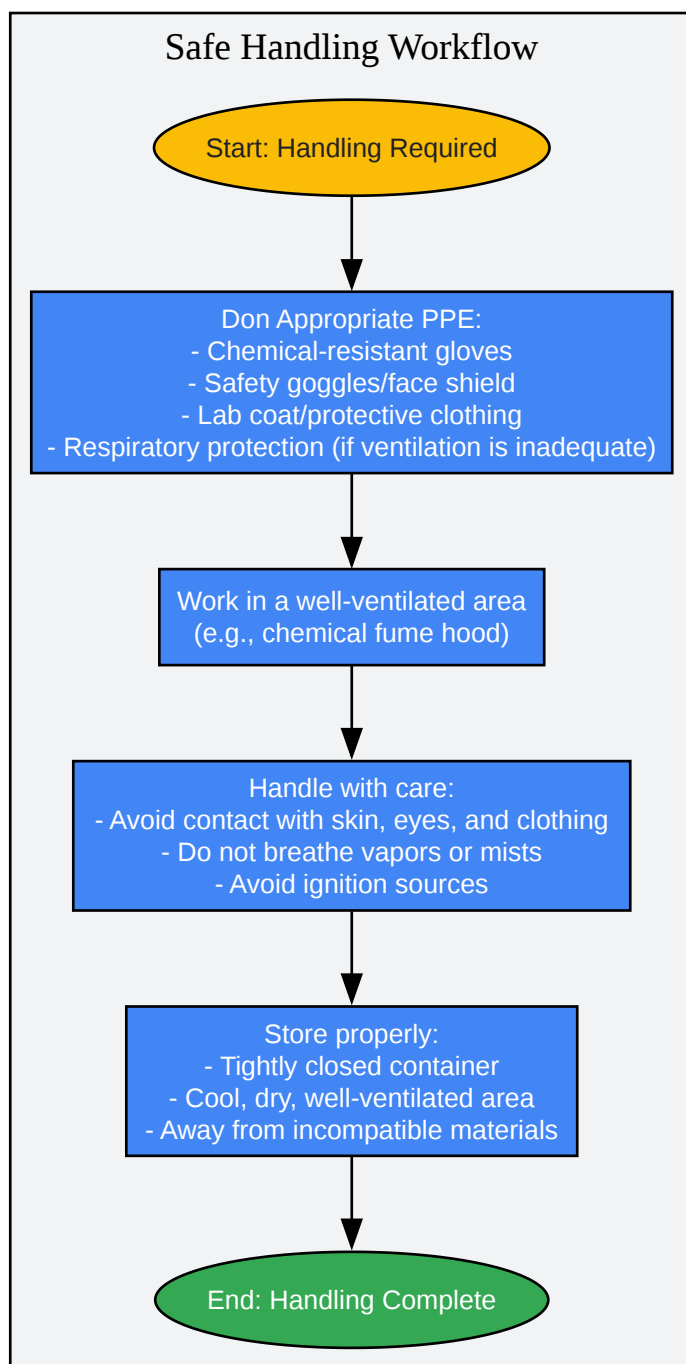 Safe Handling Workflow
Start: Handling Required
Don Appropriate PPE:
- Chemical-resistant gloves
- Safety goggles/face shield
- Lab coat/protective clothing
- Respiratory protection (if ventilation is inadequate)
Work in a well-ventilated area
(e.g., chemical fume hood)
Handle with care:
- Avoid contact with skin, eyes, and clothing
- Do not breathe vapors or mists
- Avoid ignition sources
Store properly:
- Tightly closed container
- Cool, dry, well-ventilated area
- Away from incompatible materials
End: Handling Complete